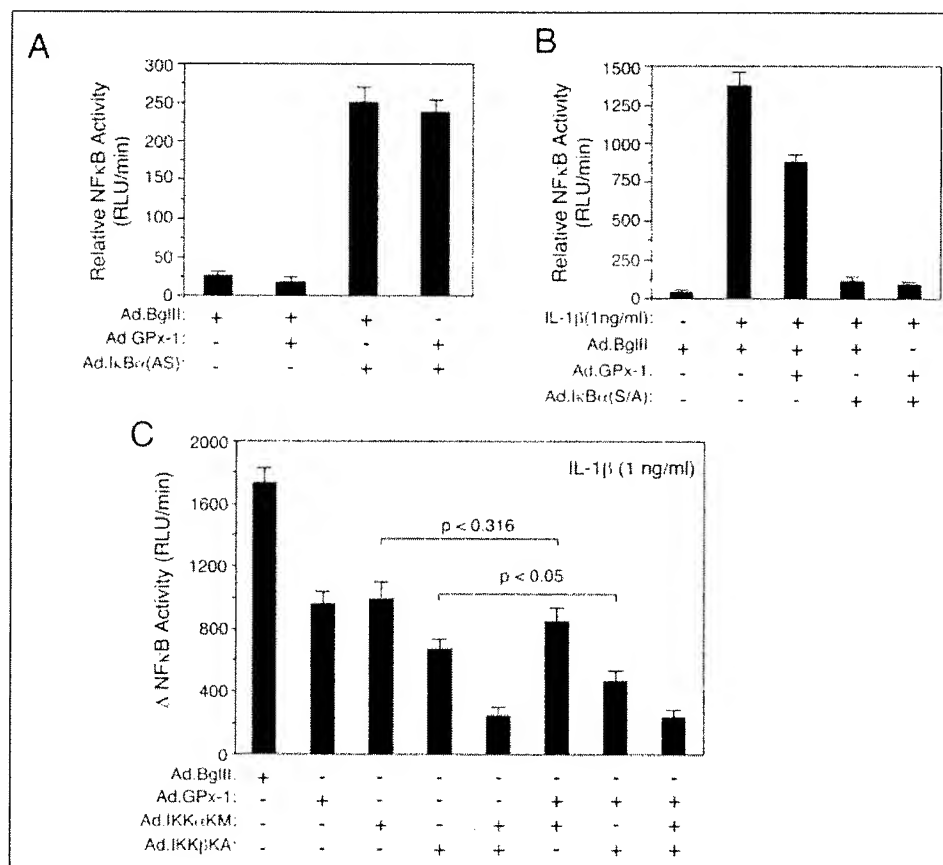 A
Relative NFκB Activity
(RLU/min)
300
250
200
150
100
50
0
Ad.BglII: + + + -
Ad GPx-1: - + - +
Ad.IκBα(AS): - - + +
B
Relative NFκB Activity
(RLU/min)
1500
1250
1000
750
500
250
0
IL-1β(1ng/ml): - + + + +
Ad.BglII + + + + -
Ad.GPx-1. - - + - +
Ad.IκBα(S/A): - - - + +
C
Δ NFκB Activity (RLU/min)
2000
1600
1200
800
400
0
IL-1β (1 ng/ml)
p < 0.316
p < 0.05
Ad.BglII. + - - - - - - -
Ad.GPx-1: - + - - - + + +
Ad.IKKαKM: - - + - + + - +
Ad.IKKβKA: - - - + + - + +